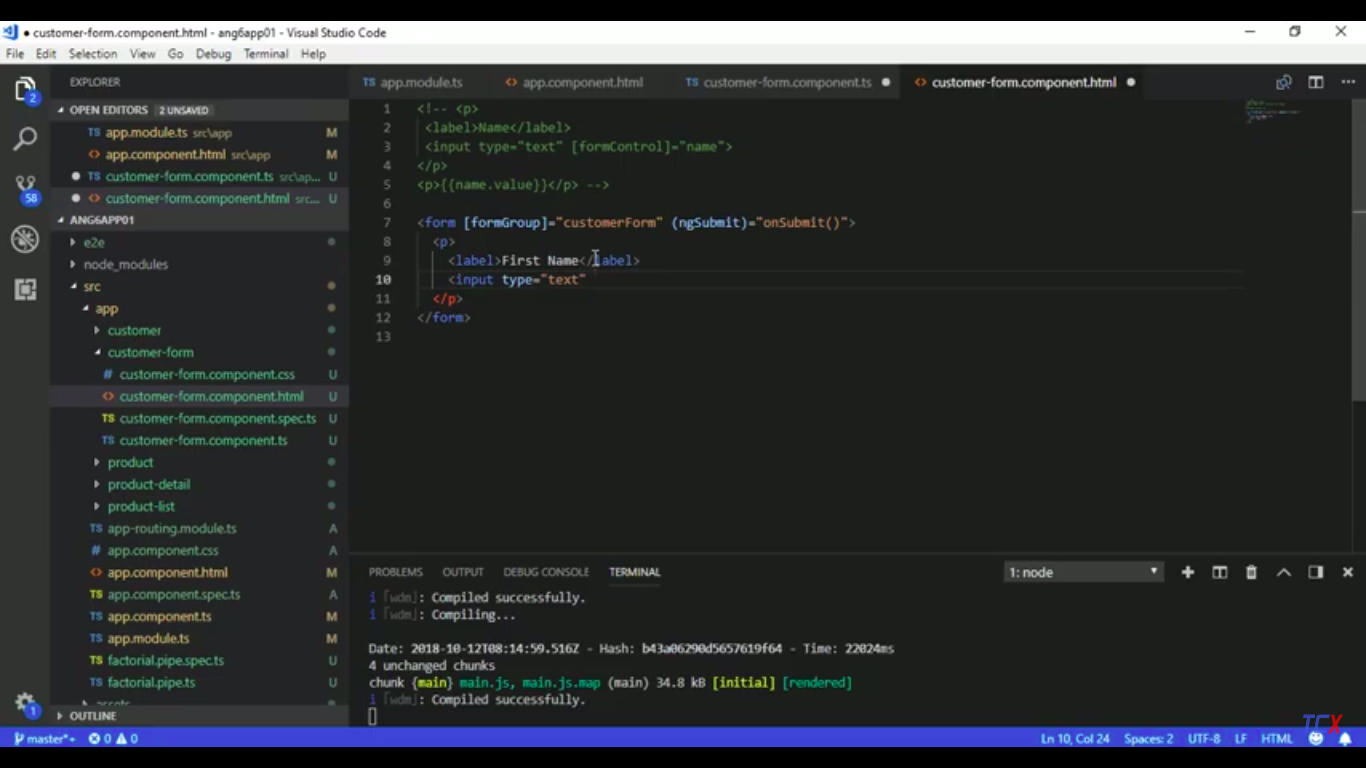 customer-form.component.html - ang6app01 - Visual Studio Code
File Edit Selection View Go Debug Terminal Help
EXPLORER
OPEN EDITORS 2 UNSAVED
TS app.module.ts src\app M
<> app.component.html src\app M
● TS customer-form.component.ts src\ap... U
● <> customer-form.component.html src... U
ANG6APP01
e2e
node_modules
src
app
customer
customer-form
# customer-form.component.css U
<> customer-form.component.html U
TS customer-form.component.spec.ts U
TS customer-form.component.ts U
product
product-detail
product-list
TS app-routing.module.ts A
# app.component.css A
<> app.component.html M
TS app.component.spec.ts A
TS app.component.ts M
TS app.module.ts M
TS factorial.pipe.spec.ts U
TS factorial.pipe.ts U
OUTLINE
2
58
1
TS app.module.ts <> app.component.html TS customer-form.component.ts ● <> customer-form.component.html ●
1 <!-- <p>
2 <label>Name</label>
3 <input type="text" [formControl]="name">
4 </p>
5 <p>{{name.value}}</p> -->
6
7 <form [formGroup]="customerForm" (ngSubmit)="onSubmit()">
8 <p>
9 <label>First Name</label>
10 <input type="text"
11 </p>
12 </form>
13
PROBLEMS OUTPUT DEBUG CONSOLE TERMINAL 1: node
i ｢wdm｣: Compiled successfully.
i ｢wdm｣: Compiling...
Date: 2018-10-12T08:14:59.516Z - Hash: b43a06290d5657619f64 - Time: 22024ms
4 unchanged chunks
chunk {main} main.js, main.js.map (main) 34.8 kB [initial] [rendered]
i ｢wdm｣: Compiled successfully.
TCX
master*+ 0 0 Ln 10, Col 24 Spaces: 2 UTF-8 LF HTML